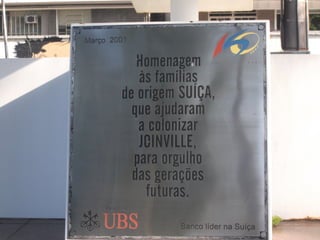 Março 2001
Homenagem
às famílias
de origem SUÍÇA,
que ajudaram
a colonizar
JOINVILLE,
para orgulho
das gerações
futuras.
UBS
Banco líder na Suíça